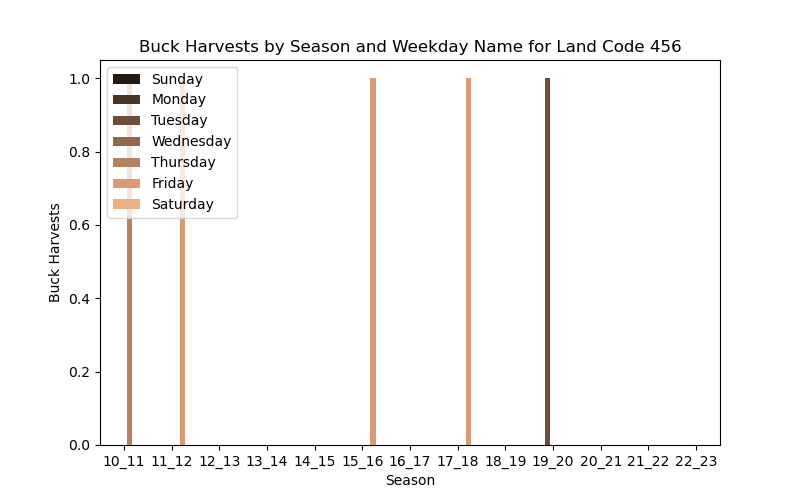 Buck Harvests by Season and Weekday Name for Land Code 456
Sunday
Monday
Tuesday
Wednesday
Thursday
Friday
Saturday
1.0
0.8
0.6
0.4
0.2
0.0
Buck Harvests
10_11 11_12 12_13 13_14 14_15 15_16 16_17 17_18 18_19 19_20 20_21 21_22 22_23
Season